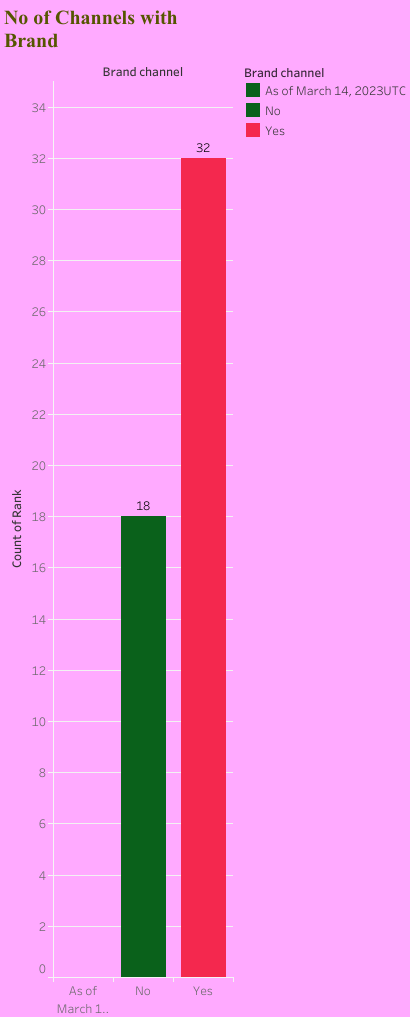 No of Channels with
Brand
Brand channel
Brand channel
As of March 14, 2023UTC
No
Yes
34
32
32
30
28
26
24
22
20
18
18
16
14
12
10
8
6
4
2
0
Count of Rank
As of
March 1..
No
Yes